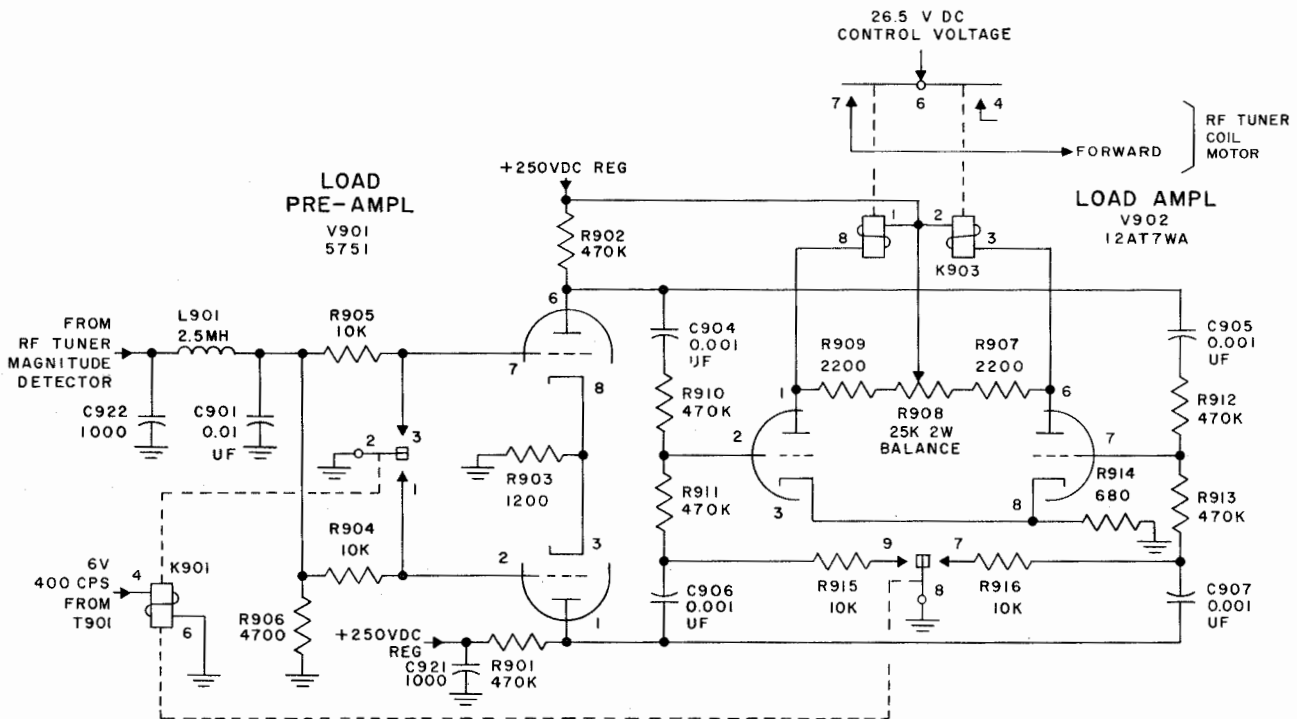 26.5 V DC
CONTROL VOLTAGE
7
6
4
FORWARD
RF TUNER
COIL
MOTOR
+250VDC REG
LOAD
PRE-AMPL
V901
5751
R902
470K
1
2
8
3
K903
LOAD AMPL
V902
12AT7WA
FROM
RF TUNER
MAGNITUDE
DETECTOR
L901
2.5MH
R905
10K
6
7
8
C922
1000
C901
0.01
UF
2
3
1
R903
1200
R904
10K
2
3
1
6V
400 CPS
FROM
T901
4
K901
6
R906
4700
+250VDC
REG
C921
1000
R901
470K
C904
0.001
UF
R910
470K
R911
470K
C906
0.001
UF
R909
2200
R907
2200
R908
25K 2W
BALANCE
1
2
3
6
7
8
R914
680
C905
0.001
UF
R912
470K
R913
470K
R915
10K
9
7
8
R916
10K
C907
0.001
UF